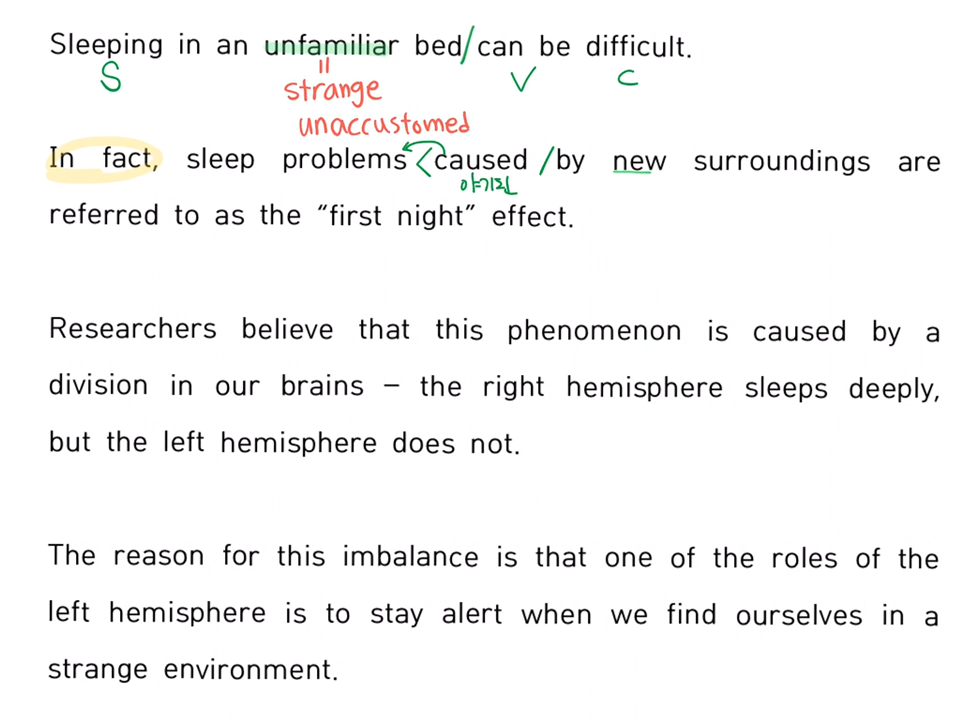 Sleeping in an unfamiliar bed/can be difficult.
S = V C
strange
unaccustomed
In fact, sleep problems <caused /by new surroundings are
야기된
referred to as the “first night” effect.
Researchers believe that this phenomenon is caused by a
division in our brains – the right hemisphere sleeps deeply,
but the left hemisphere does not.
The reason for this imbalance is that one of the roles of the
left hemisphere is to stay alert when we find ourselves in a
strange environment.